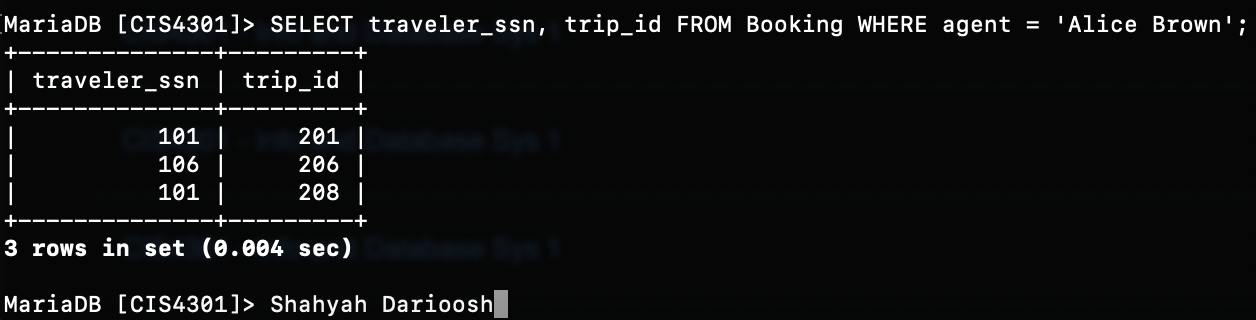 MariaDB [CIS4301]> SELECT traveler_ssn, trip_id FROM Booking WHERE agent = 'Alice Brown';
+--------------+---------+
| traveler_ssn | trip_id |
+--------------+---------+
|          101 |     201 |
|          106 |     206 |
|          101 |     208 |
+--------------+---------+
3 rows in set (0.004 sec)
MariaDB [CIS4301]> Shahyah Darioosh